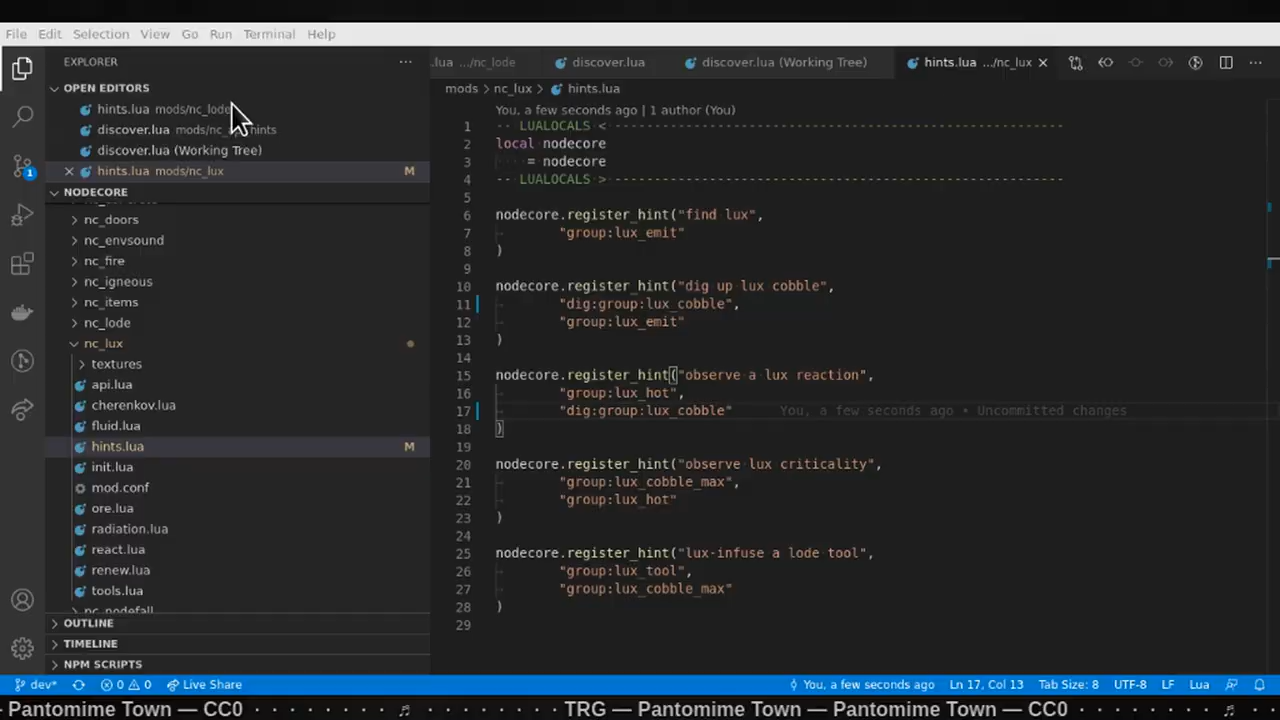 File Edit Selection View Go Run Terminal Help
EXPLORER
OPEN EDITORS
hints.lua mods/nc_lode
discover.lua hints
discover.lua (Working Tree)
hints.lua mods/nc_lux M
NODECORE
nc_doors
nc_envsound
nc_fire
nc_igneous
nc_items
nc_lode
nc_lux
textures
api.lua
cherenkov.lua
fluid.lua
hints.lua M
init.lua
mod.conf
ore.lua
radiation.lua
react.lua
renew.lua
tools.lua
nc_nodefall
OUTLINE
TIMELINE
NPM SCRIPTS
.lua .../nc_lode discover.lua discover.lua (Working Tree) hints.lua .../nc_lux
mods > nc_lux > hints.lua
You, a few seconds ago | 1 author (You)
1 -- LUALOCALS < ---------------------------------------------------------
2 local nodecore
3 = nodecore
4 -- LUALOCALS > ---------------------------------------------------------
5
6 nodecore.register_hint("find lux",
7 "group:lux_emit"
8 )
9
10 nodecore.register_hint("dig up lux cobble",
11 "dig:group:lux_cobble",
12 "group:lux_emit"
13 )
14
15 nodecore.register_hint("observe a lux reaction",
16 "group:lux_hot",
17 "dig:group:lux_cobble" You, a few seconds ago • Uncommitted changes
18 )
19
20 nodecore.register_hint("observe lux criticality",
21 "group:lux_cobble_max",
22 "group:lux_hot"
23 )
24
25 nodecore.register_hint("lux-infuse a lode tool",
26 "group:lux_tool",
27 "group:lux_cobble_max"
28 )
29
1
dev* 0 0 Live Share You, a few seconds ago Ln 17, Col 13 Tab Size: 8 UTF-8 LF Lua
Pantomime Town — CC0 · · · · · · · · ♬ · · · · · · · · TRG — Pantomime Town — Pantomime Town — CC0 · · · · · · · · ♬ · · ·